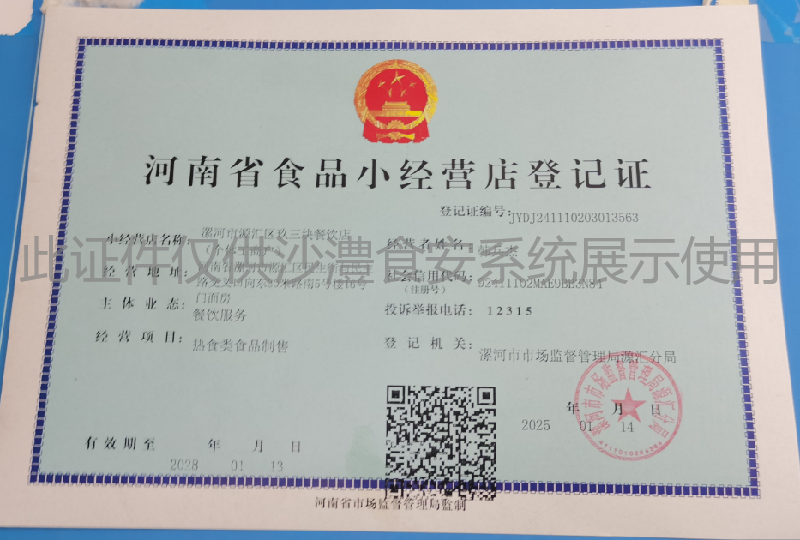 河南省食品小经营店登记证
登记证编号: JYDJ241110203013563
小经营店名称: 漯河市源汇区玖三块餐饮店
经营者姓名:
此证件仅供沙澧食安系统展示使用
经营地址:
社会信用代码:
(注册号)
主体业态: 门面房
餐饮服务
投诉举报电话: 12315
经营项目: 热食类食品制售
登记机关: 漯河市市场监督管理局源汇分局
年 月 日
2025 01 14
有效期至 年 月 日
2028 01 13
河南省市场监督管理局监制